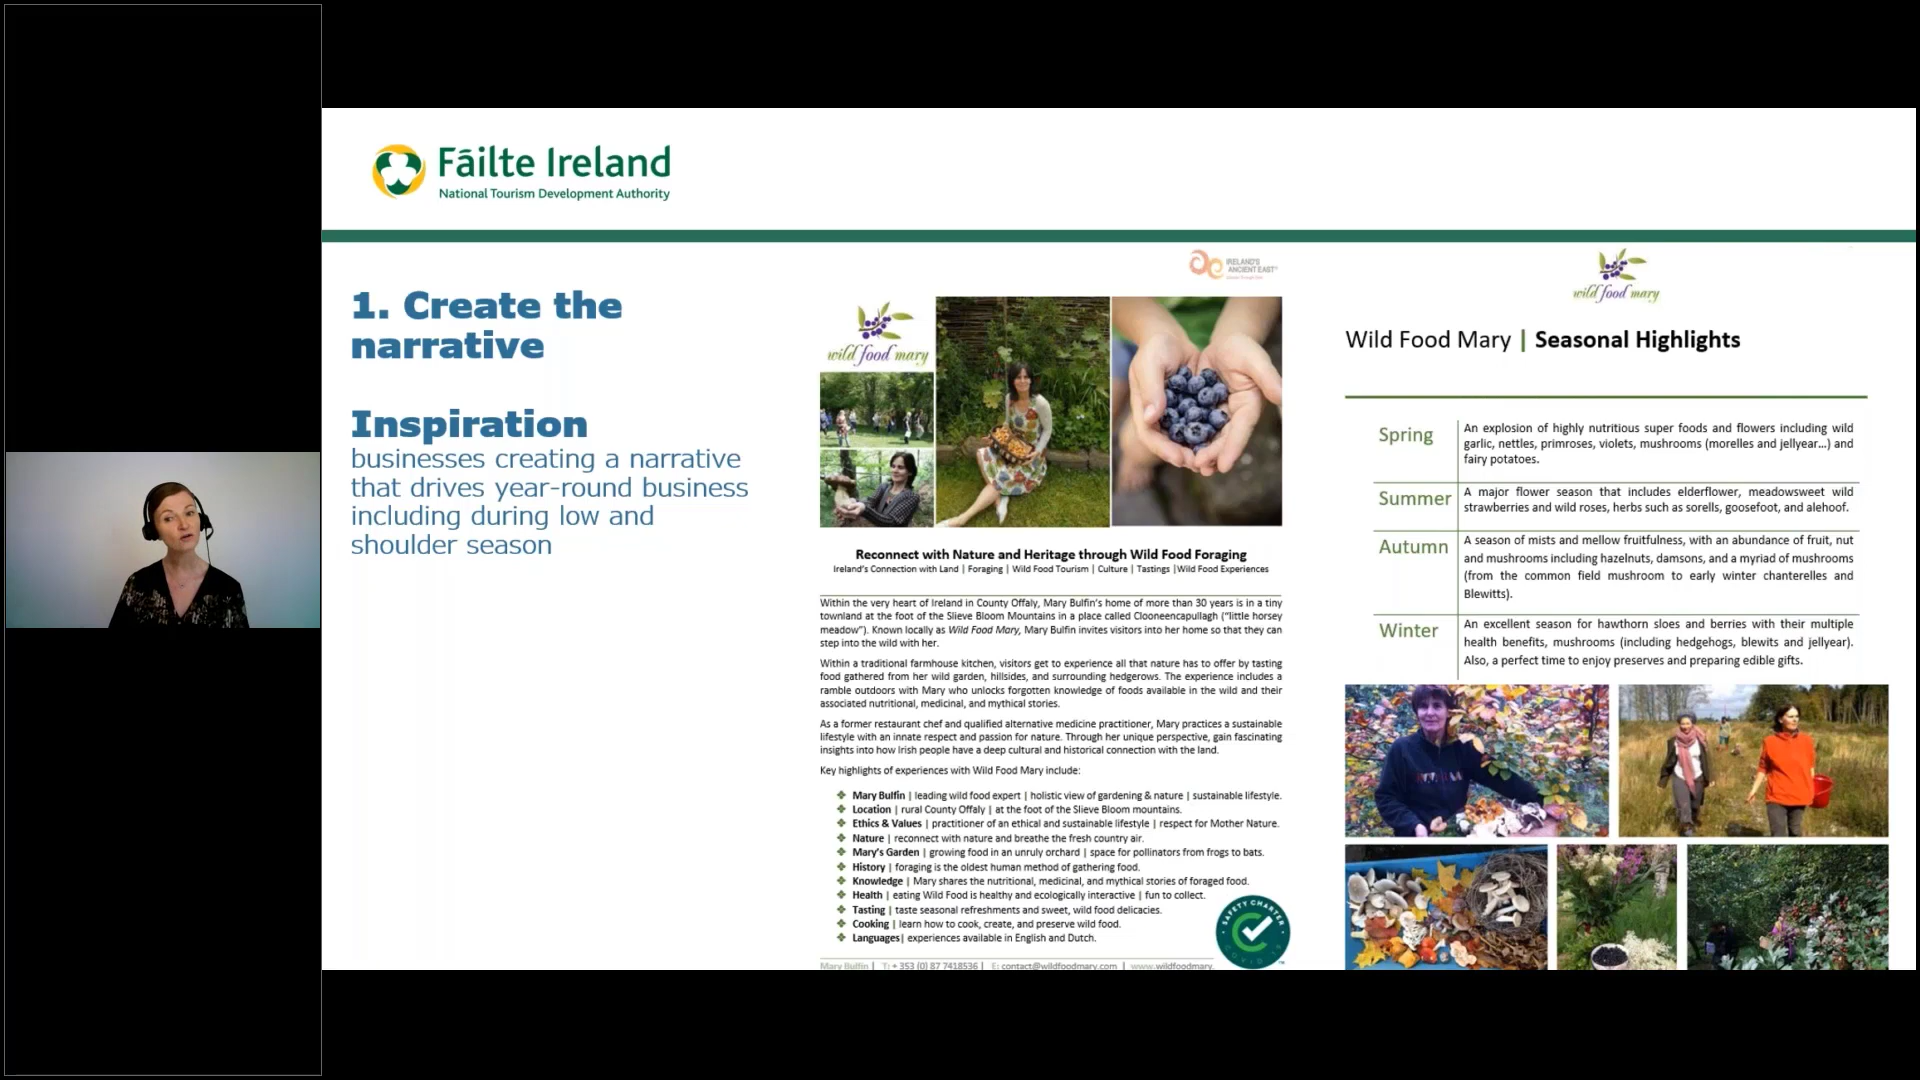 Fáilte Ireland
National Tourism Development Authority
1. Create the
narrative
Inspiration
businesses creating a narrative
that drives year-round business
including during low and
shoulder season
IRELAND'S
ANCIENT EAST
wild food mary
Reconnect with Nature and Heritage through Wild Food Foraging
Ireland's Connection with Land | Foraging | Wild Food Tourism | Culture | Tastings |Wild Food Experiences
Within the very heart of Ireland in County Offaly, Mary Bulfin's home of more than 30 years is in a tiny
townland at the foot of the Slieve Bloom Mountains in a place called Clooneencapullagh ("little horsey
meadow"). Known locally as Wild Food Mary, Mary Bulfin invites visitors into her home so that they can
step into the wild with her.
Within a traditional farmhouse kitchen, visitors get to experience all that nature has to offer by tasting
food gathered from her wild garden, hillsides, and surrounding hedgerows. The experience includes a
ramble outdoors with Mary who unlocks forgotten knowledge of foods available in the wild and their
associated nutritional, medicinal, and mythical stories.
As a former restaurant chef and qualified alternative medicine practitioner, Mary practices a sustainable
lifestyle with an innate respect and passion for nature. Through her unique perspective, gain fascinating
insights into how Irish people have a deep cultural and historical connection with the land.
Key highlights of experiences with Wild Food Mary include:
❖ Mary Bulfin | leading wild food expert | holistic view of gardening & nature | sustainable lifestyle.
❖ Location | rural County Offaly | at the foot of the Slieve Bloom mountains.
❖ Ethics & Values | practitioner of an ethical and sustainable lifestyle | respect for Mother Nature.
❖ Nature | reconnect with nature and breathe the fresh country air.
❖ Mary's Garden | growing food in an unruly orchard | space for pollinators from frogs to bats.
❖ History | foraging is the oldest human method of gathering food.
❖ Knowledge | Mary shares the nutritional, medicinal, and mythical stories of foraged food.
❖ Health | eating Wild Food is healthy and ecologically interactive | fun to collect.
❖ Tasting | taste seasonal refreshments and sweet, wild food delicacies.
❖ Cooking | learn how to cook, create, and preserve wild food.
❖ Languages| experiences available in English and Dutch.
Mary Bulfin | T: + 353 (0) 87 7418536 | E: contact@wildfoodmary.com | www.wildfoodmary.
SAFETY CHARTER
COVID-19
wild food mary
Wild Food Mary | Seasonal Highlights
Spring
An explosion of highly nutritious super foods and flowers including wild
garlic, nettles, primroses, violets, mushrooms (morelles and jellyear...) and
fairy potatoes.
Summer
A major flower season that includes elderflower, meadowsweet wild
strawberries and wild roses, herbs such as sorells, goosefoot, and alehoof.
Autumn
A season of mists and mellow fruitfulness, with an abundance of fruit, nut
and mushrooms including hazelnuts, damsons, and a myriad of mushrooms
(from the common field mushroom to early winter chanterelles and
Blewitts).
Winter
An excellent season for hawthorn sloes and berries with their multiple
health benefits, mushrooms (including hedgehogs, blewits and jellyear).
Also, a perfect time to enjoy preserves and preparing edible gifts.